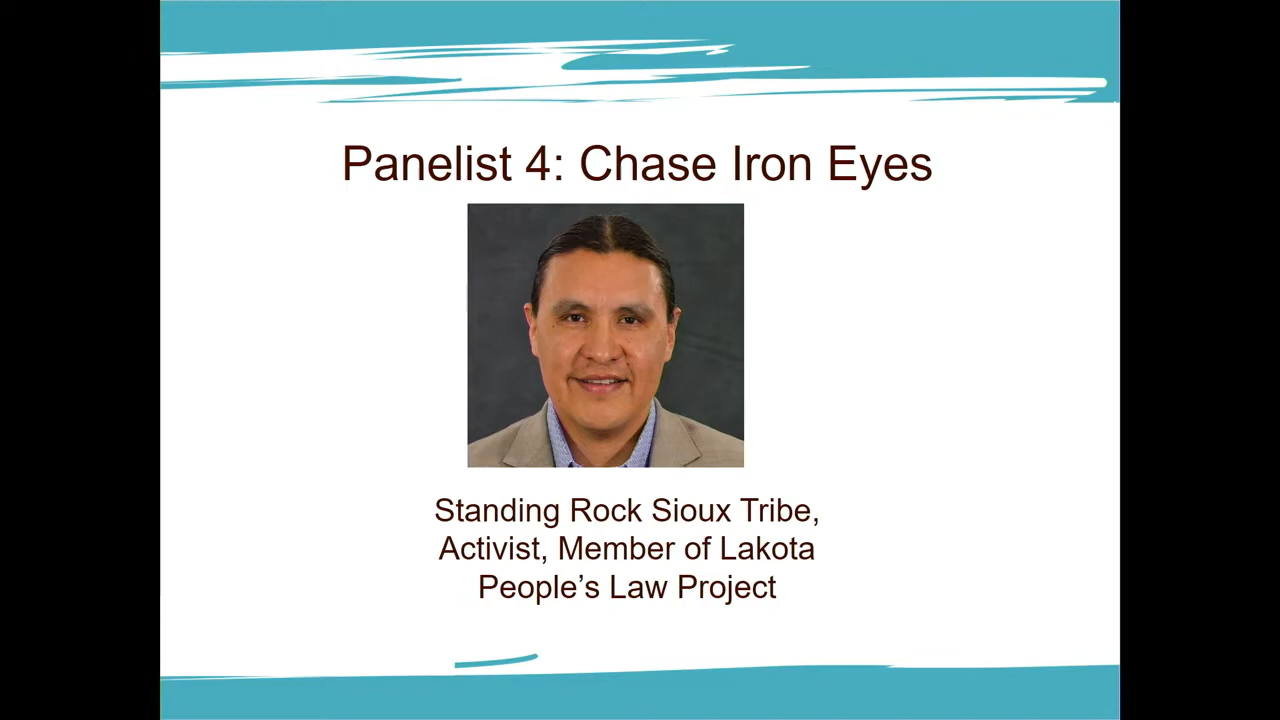 Panelist 4: Chase Iron Eyes
Standing Rock Sioux Tribe,
Activist, Member of Lakota
People’s Law Project